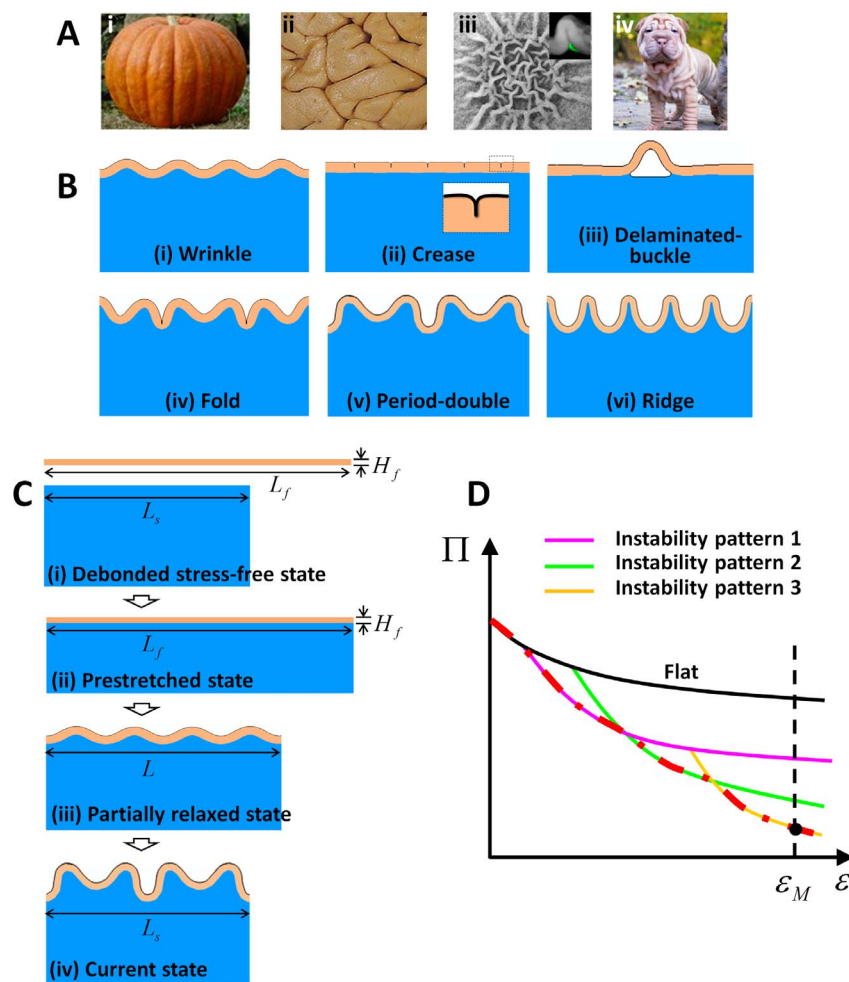 A
i
ii
iii
iv
B
(i) Wrinkle
(ii) Crease
(iii) Delaminated-
buckle
(iv) Fold
(v) Period-double
(vi) Ridge
C
H_f
L_f
L_s
(i) Debonded stress-free state
H_f
L_f
(ii) Prestretched state
L
(iii) Partially relaxed state
L_s
(iv) Current state
D
Π
Instability pattern 1
Instability pattern 2
Instability pattern 3
Flat
ε_M
ε